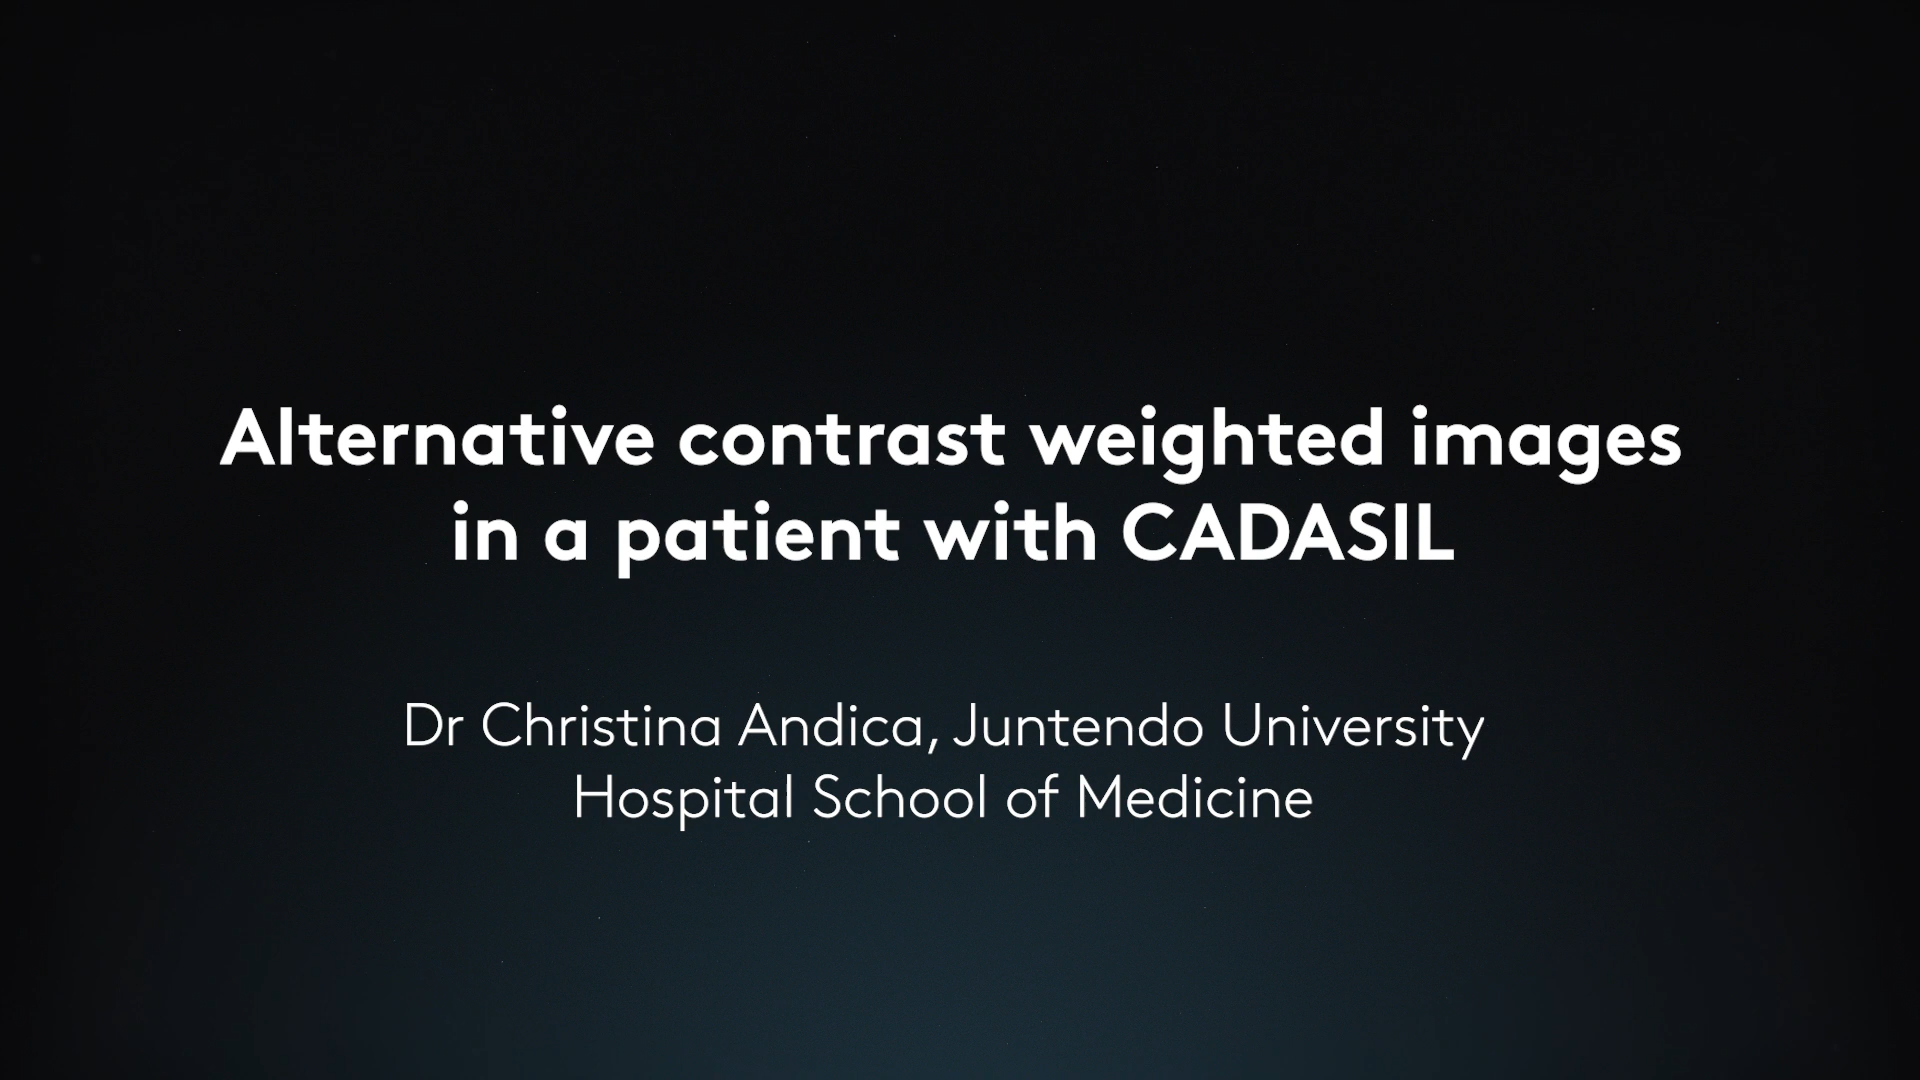 Alternative contrast weighted images
in a patient with CADASIL
Dr Christina Andica, Juntendo University
Hospital School of Medicine